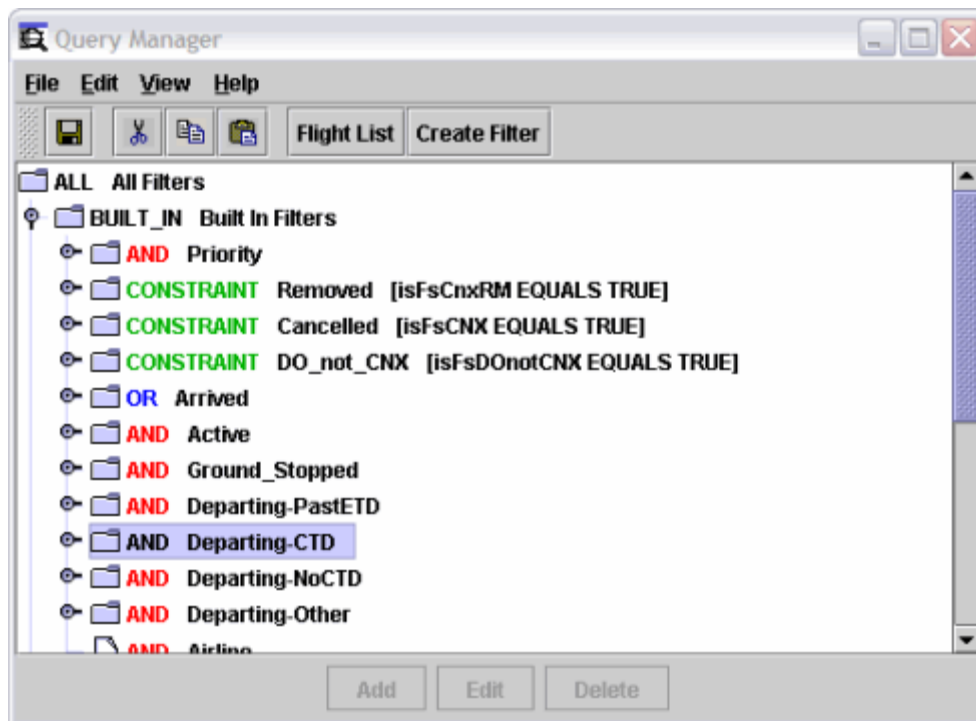 Query Manager
File Edit View Help
Flight List Create Filter
ALL All Filters
BUILT_IN Built In Filters
AND Priority
CONSTRAINT Removed [isFsCnxRM EQUALS TRUE]
CONSTRAINT Cancelled [isFsCNX EQUALS TRUE]
CONSTRAINT DO_not_CNX [isFsDOnotCNX EQUALS TRUE]
OR Arrived
AND Active
AND Ground_Stopped
AND Departing-PastETD
AND Departing-CTD
AND Departing-NoCTD
AND Departing-Other
AND Airline
Add Edit Delete